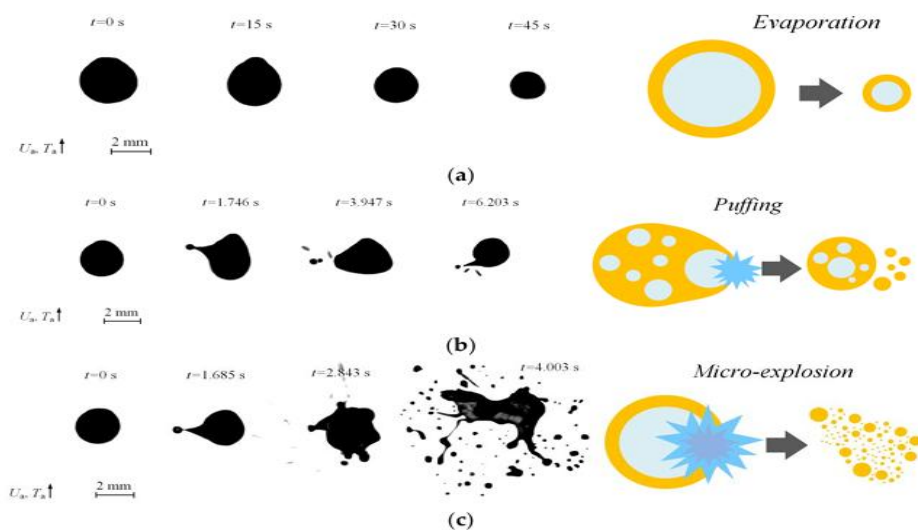 t=0 s t=15 s t=30 s t=45 s Evaporation
Uₐ, Tₐ↑ 2 mm
(a)
t=0 s t=1.746 s t=3.947 s t=6.203 s Puffing
Uₐ, Tₐ↑ 2 mm
(b)
t=0 s t=1.685 s t=2.843 s t=4.003 s Micro-explosion
Uₐ, Tₐ↑ 2 mm
(c)